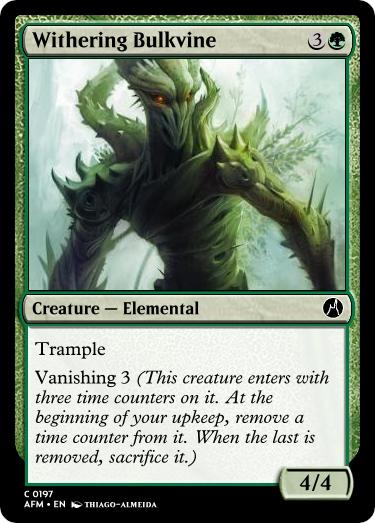 Withering Bulkvine 3
Creature — Elemental
Trample
Vanishing 3 (This creature enters with
three time counters on it. At the
beginning of your upkeep, remove a
time counter from it. When the last is
removed, sacrifice it.)
4/4
C 0197
AFM • EN THIAGO-ALMEIDA